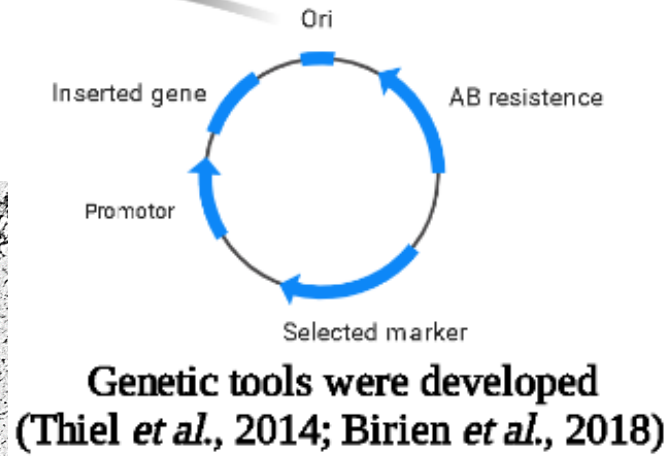 Ori
Inserted gene
AB resistence
Promotor
Selected marker
Genetic tools were developed
(Thiel et al., 2014; Birien et al., 2018)